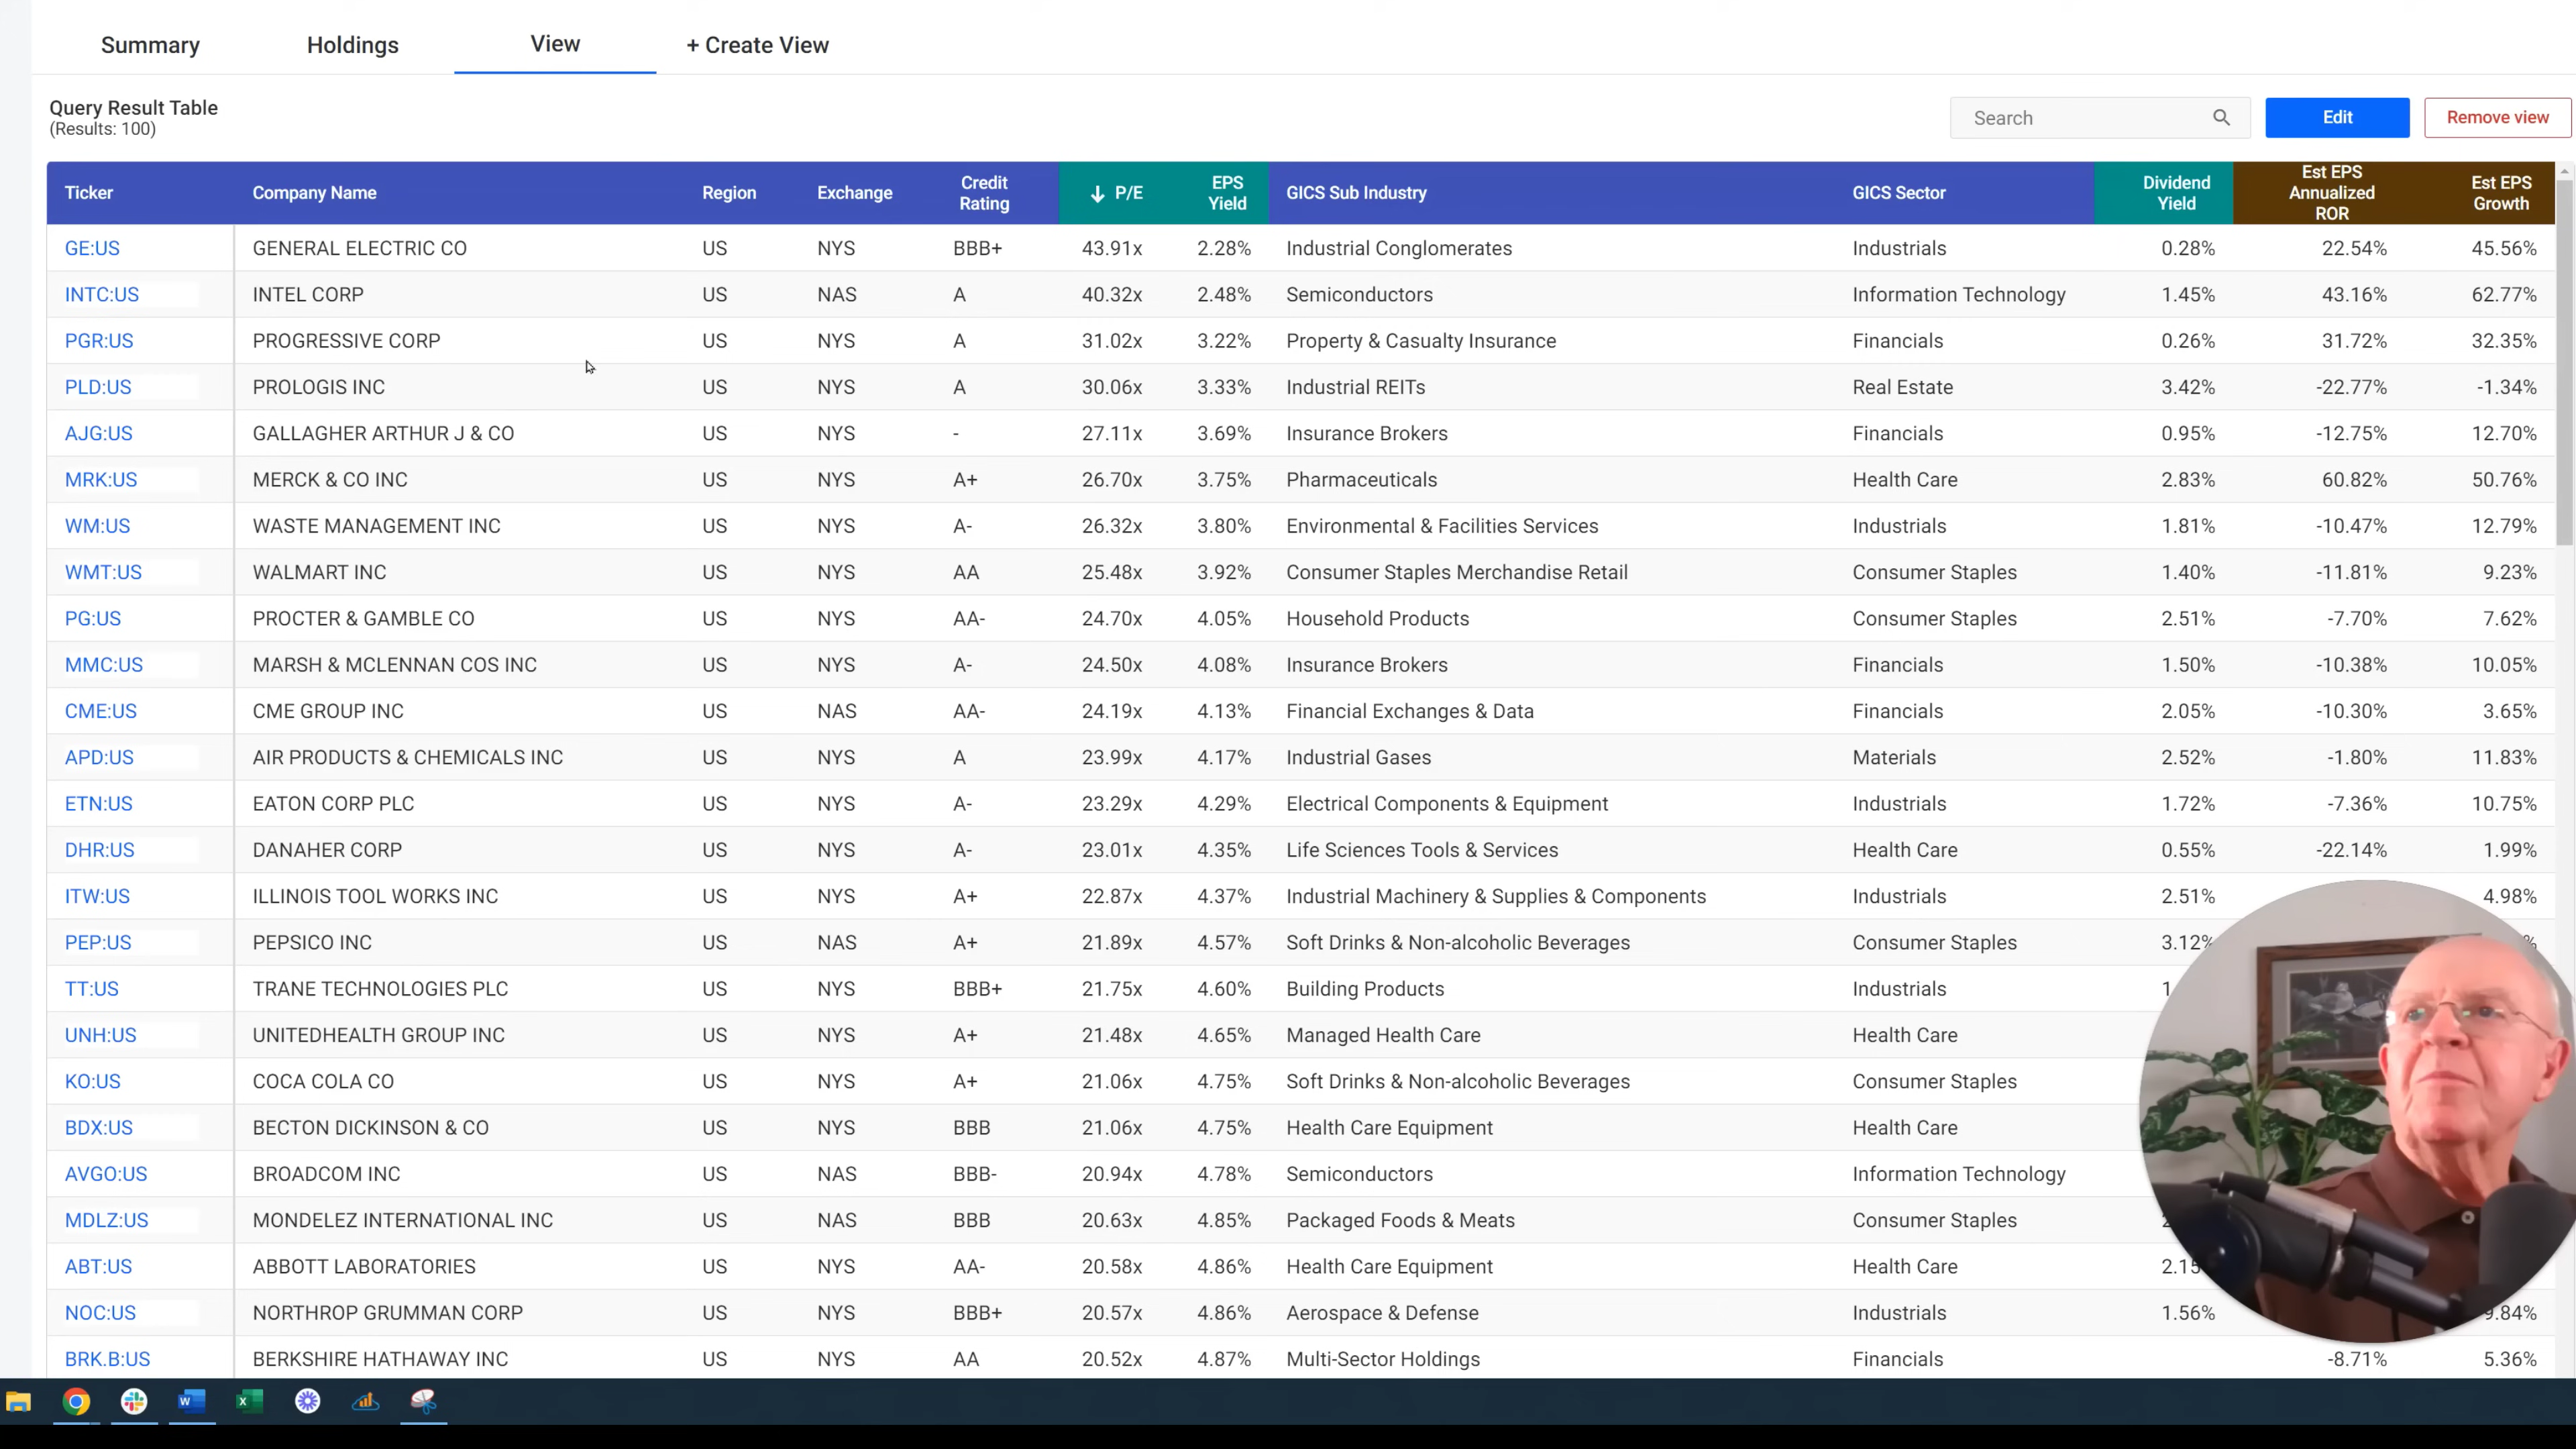 Summary Holdings View + Create View
Query Result Table
(Results: 100)
Search Edit Remove view
Ticker Company Name Region Exchange Credit Rating P/E EPS Yield GICS Sub Industry GICS Sector Dividend Yield Est EPS Annualized ROR Est EPS Growth
GE:US GENERAL ELECTRIC CO US NYS BBB+ 43.91x 2.28% Industrial Conglomerates Industrials 0.28% 22.54% 45.56%
INTC:US INTEL CORP US NAS A 40.32x 2.48% Semiconductors Information Technology 1.45% 43.16% 62.77%
PGR:US PROGRESSIVE CORP US NYS A 31.02x 3.22% Property & Casualty Insurance Financials 0.26% 31.72% 32.35%
PLD:US PROLOGIS INC US NYS A 30.06x 3.33% Industrial REITs Real Estate 3.42% -22.77% -1.34%
AJG:US GALLAGHER ARTHUR J & CO US NYS - 27.11x 3.69% Insurance Brokers Financials 0.95% -12.75% 12.70%
MRK:US MERCK & CO INC US NYS A+ 26.70x 3.75% Pharmaceuticals Health Care 2.83% 60.82% 50.76%
WM:US WASTE MANAGEMENT INC US NYS A- 26.32x 3.80% Environmental & Facilities Services Industrials 1.81% -10.47% 12.79%
WMT:US WALMART INC US NYS AA 25.48x 3.92% Consumer Staples Merchandise Retail Consumer Staples 1.40% -11.81% 9.23%
PG:US PROCTER & GAMBLE CO US NYS AA- 24.70x 4.05% Household Products Consumer Staples 2.51% -7.70% 7.62%
MMC:US MARSH & MCLENNAN COS INC US NYS A- 24.50x 4.08% Insurance Brokers Financials 1.50% -10.38% 10.05%
CME:US CME GROUP INC US NAS AA- 24.19x 4.13% Financial Exchanges & Data Financials 2.05% -10.30% 3.65%
APD:US AIR PRODUCTS & CHEMICALS INC US NYS A 23.99x 4.17% Industrial Gases Materials 2.52% -1.80% 11.83%
ETN:US EATON CORP PLC US NYS A- 23.29x 4.29% Electrical Components & Equipment Industrials 1.72% -7.36% 10.75%
DHR:US DANAHER CORP US NYS A- 23.01x 4.35% Life Sciences Tools & Services Health Care 0.55% -22.14% 1.99%
ITW:US ILLINOIS TOOL WORKS INC US NYS A+ 22.87x 4.37% Industrial Machinery & Supplies & Components Industrials 2.51% 4.98%
PEP:US PEPSICO INC US NAS A+ 21.89x 4.57% Soft Drinks & Non-alcoholic Beverages Consumer Staples 3.12%
TT:US TRANE TECHNOLOGIES PLC US NYS BBB+ 21.75x 4.60% Building Products Industrials
UNH:US UNITEDHEALTH GROUP INC US NYS A+ 21.48x 4.65% Managed Health Care Health Care
KO:US COCA COLA CO US NYS A+ 21.06x 4.75% Soft Drinks & Non-alcoholic Beverages Consumer Staples
BDX:US BECTON DICKINSON & CO US NYS BBB 21.06x 4.75% Health Care Equipment Health Care
AVGO:US BROADCOM INC US NAS BBB- 20.94x 4.78% Semiconductors Information Technology
MDLZ:US MONDELEZ INTERNATIONAL INC US NAS BBB 20.63x 4.85% Packaged Foods & Meats Consumer Staples
ABT:US ABBOTT LABORATORIES US NYS AA- 20.58x 4.86% Health Care Equipment Health Care 2.15
NOC:US NORTHROP GRUMMAN CORP US NYS BBB+ 20.57x 4.86% Aerospace & Defense Industrials 1.56% 9.84%
BRK.B:US BERKSHIRE HATHAWAY INC US NYS AA 20.52x 4.87% Multi-Sector Holdings Financials -8.71% 5.36%